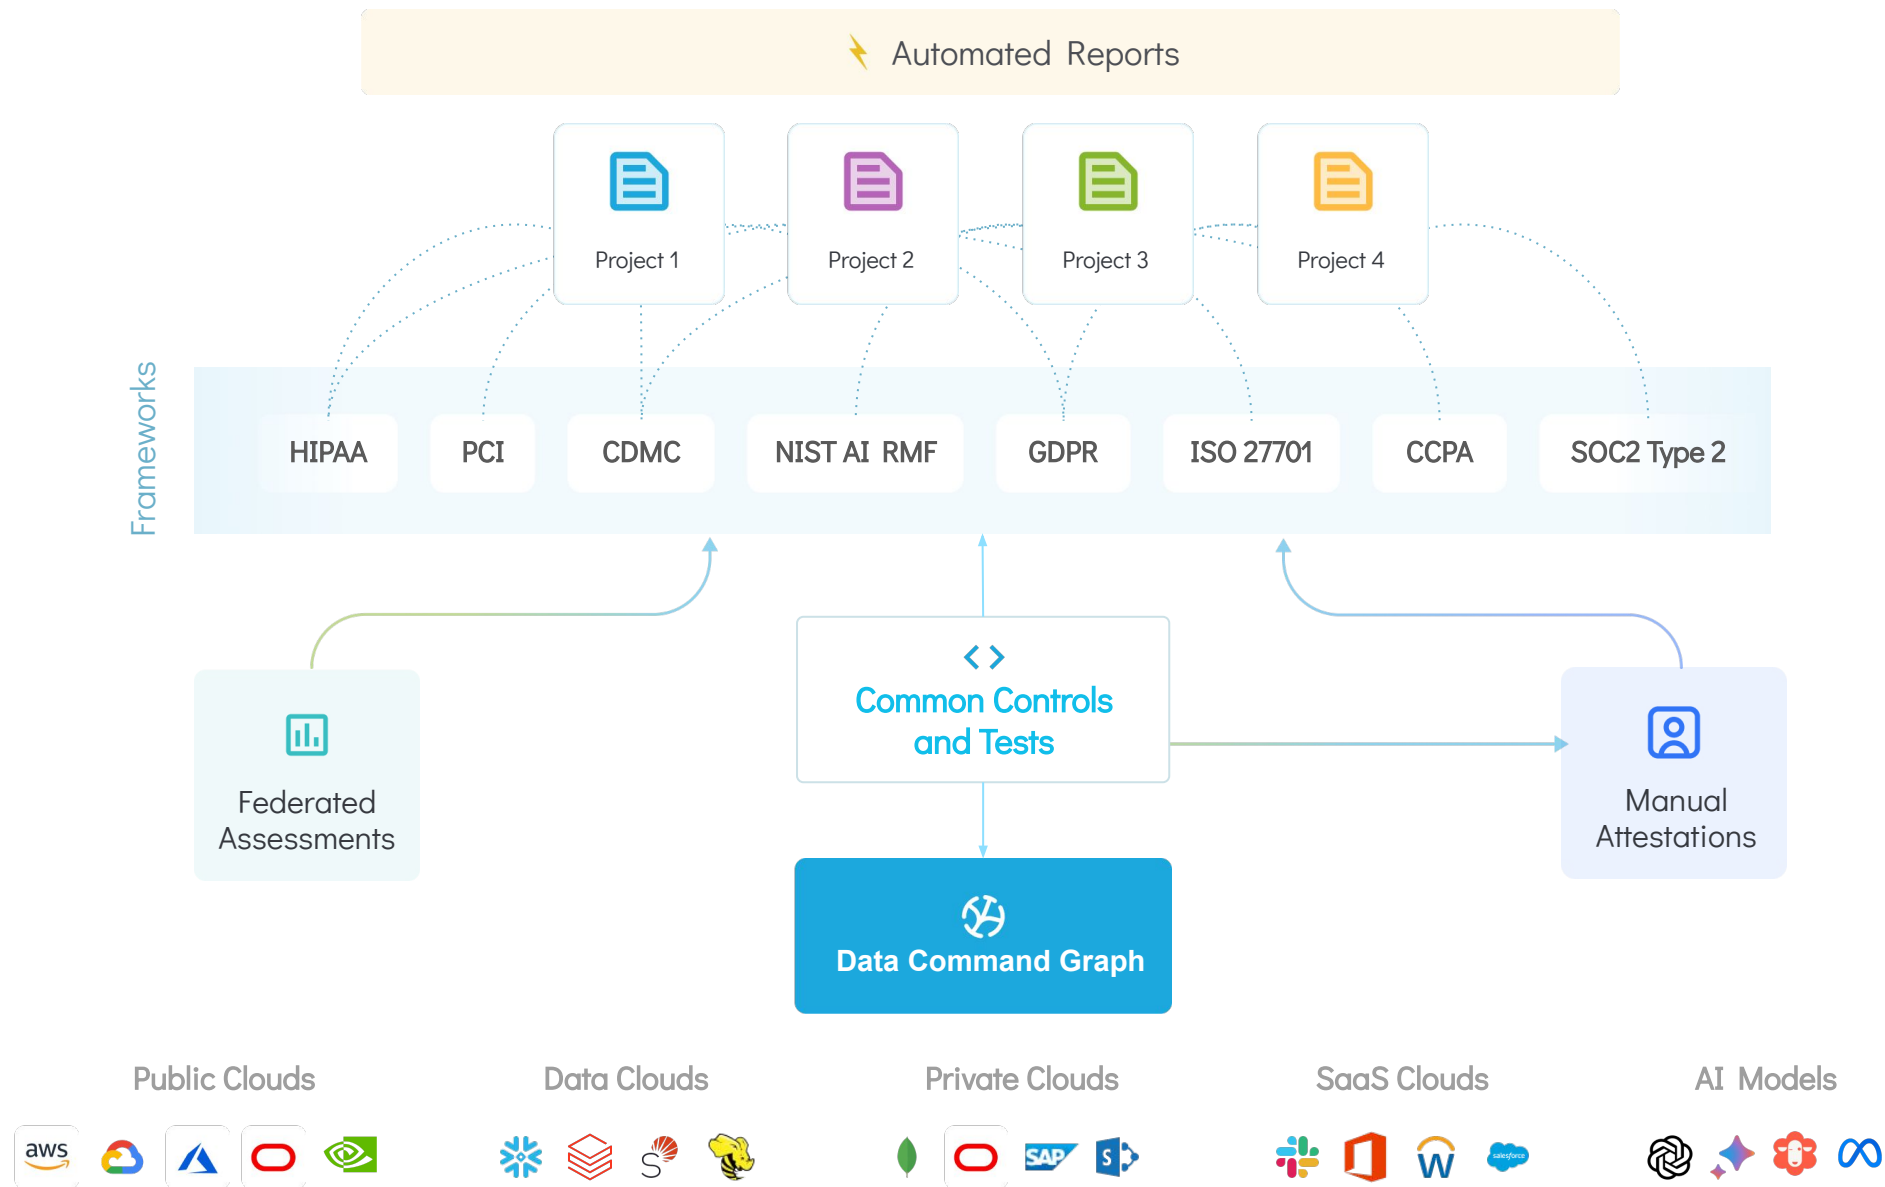 Automated Reports
Project 1
Project 2
Project 3
Project 4
Frameworks
HIPAA
PCI
CDMC
NIST AI RMF
GDPR
ISO 27701
CCPA
SOC2 Type 2
Common Controls
and Tests
Federated
Assessments
Manual
Attestations
Data Command Graph
Public Clouds
Data Clouds
Private Clouds
SaaS Clouds
AI Models
aws
S
SAP
S
W
salesforce